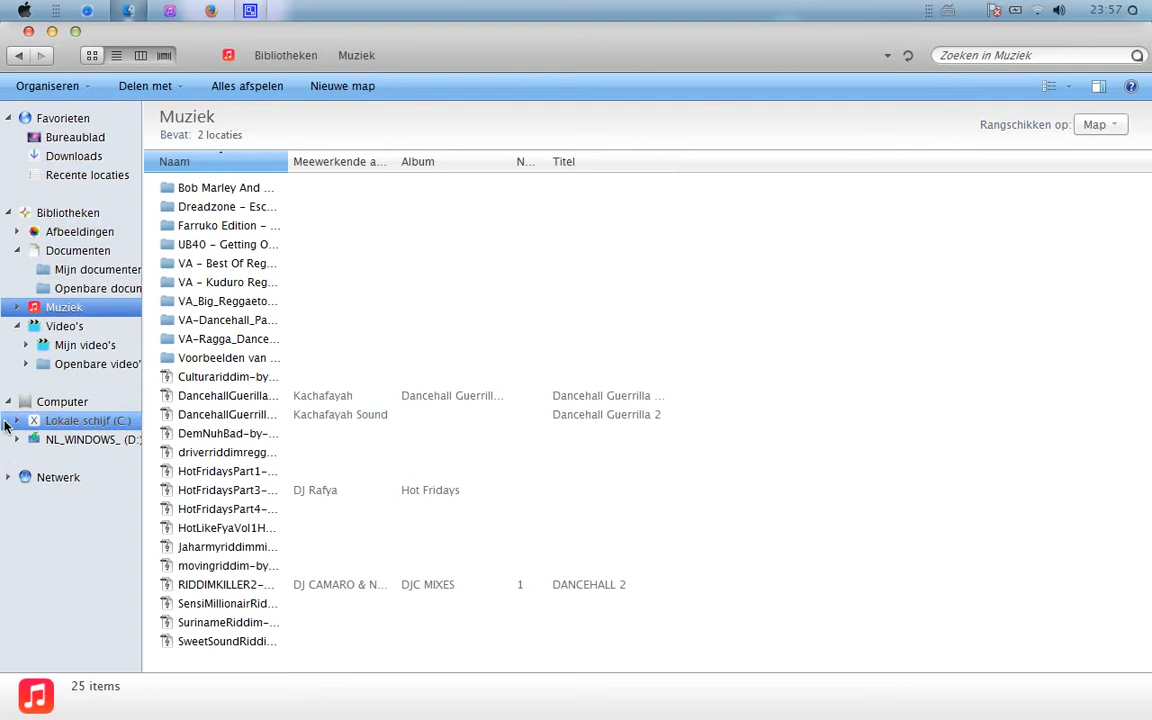 23:57
Bibliotheken Muziek Zoeken in Muziek
Organiseren Delen met Alles afspelen Nieuwe map
Favorieten
Bureaublad
Downloads
Recente locaties
Bibliotheken
Afbeeldingen
Documenten
Mijn documenten
Openbare docum
Muziek
Video's
Mijn video's
Openbare video'
Computer
Lokale schijf (C:)
NL_WINDOWS_ (D:)
Netwerk
Muziek
Bevat: 2 locaties
Rangschikken op: Map
Naam Meewerkende a... Album N... Titel
Bob Marley And ...
Dreadzone - Esc...
Farruko Edition - ...
UB40 - Getting O...
VA - Best Of Reg...
VA - Kuduro Reg...
VA_Big_Reggaeto...
VA-Dancehall_Pa...
VA-Ragga_Dance...
Voorbeelden van ...
Culturariddim-by...
DancehallGuerilla... Kachafayah Dancehall Guerrill... Dancehall Guerrilla ...
DancehallGuerrill... Kachafayah Sound Dancehall Guerrilla 2
DemNuhBad-by-...
driverriddimregg...
HotFridaysPart1-...
HotFridaysPart3-... DJ Rafya Hot Fridays
HotFridaysPart4-...
HotLikeFyaVol1H...
Jaharmyriddimmi...
movingriddim-by...
RIDDIMKILLER2-... DJ CAMARO & N... DJC MIXES 1 DANCEHALL 2
SensiMillionairRid...
SurinameRiddim-...
SweetSoundRiddi...
25 items